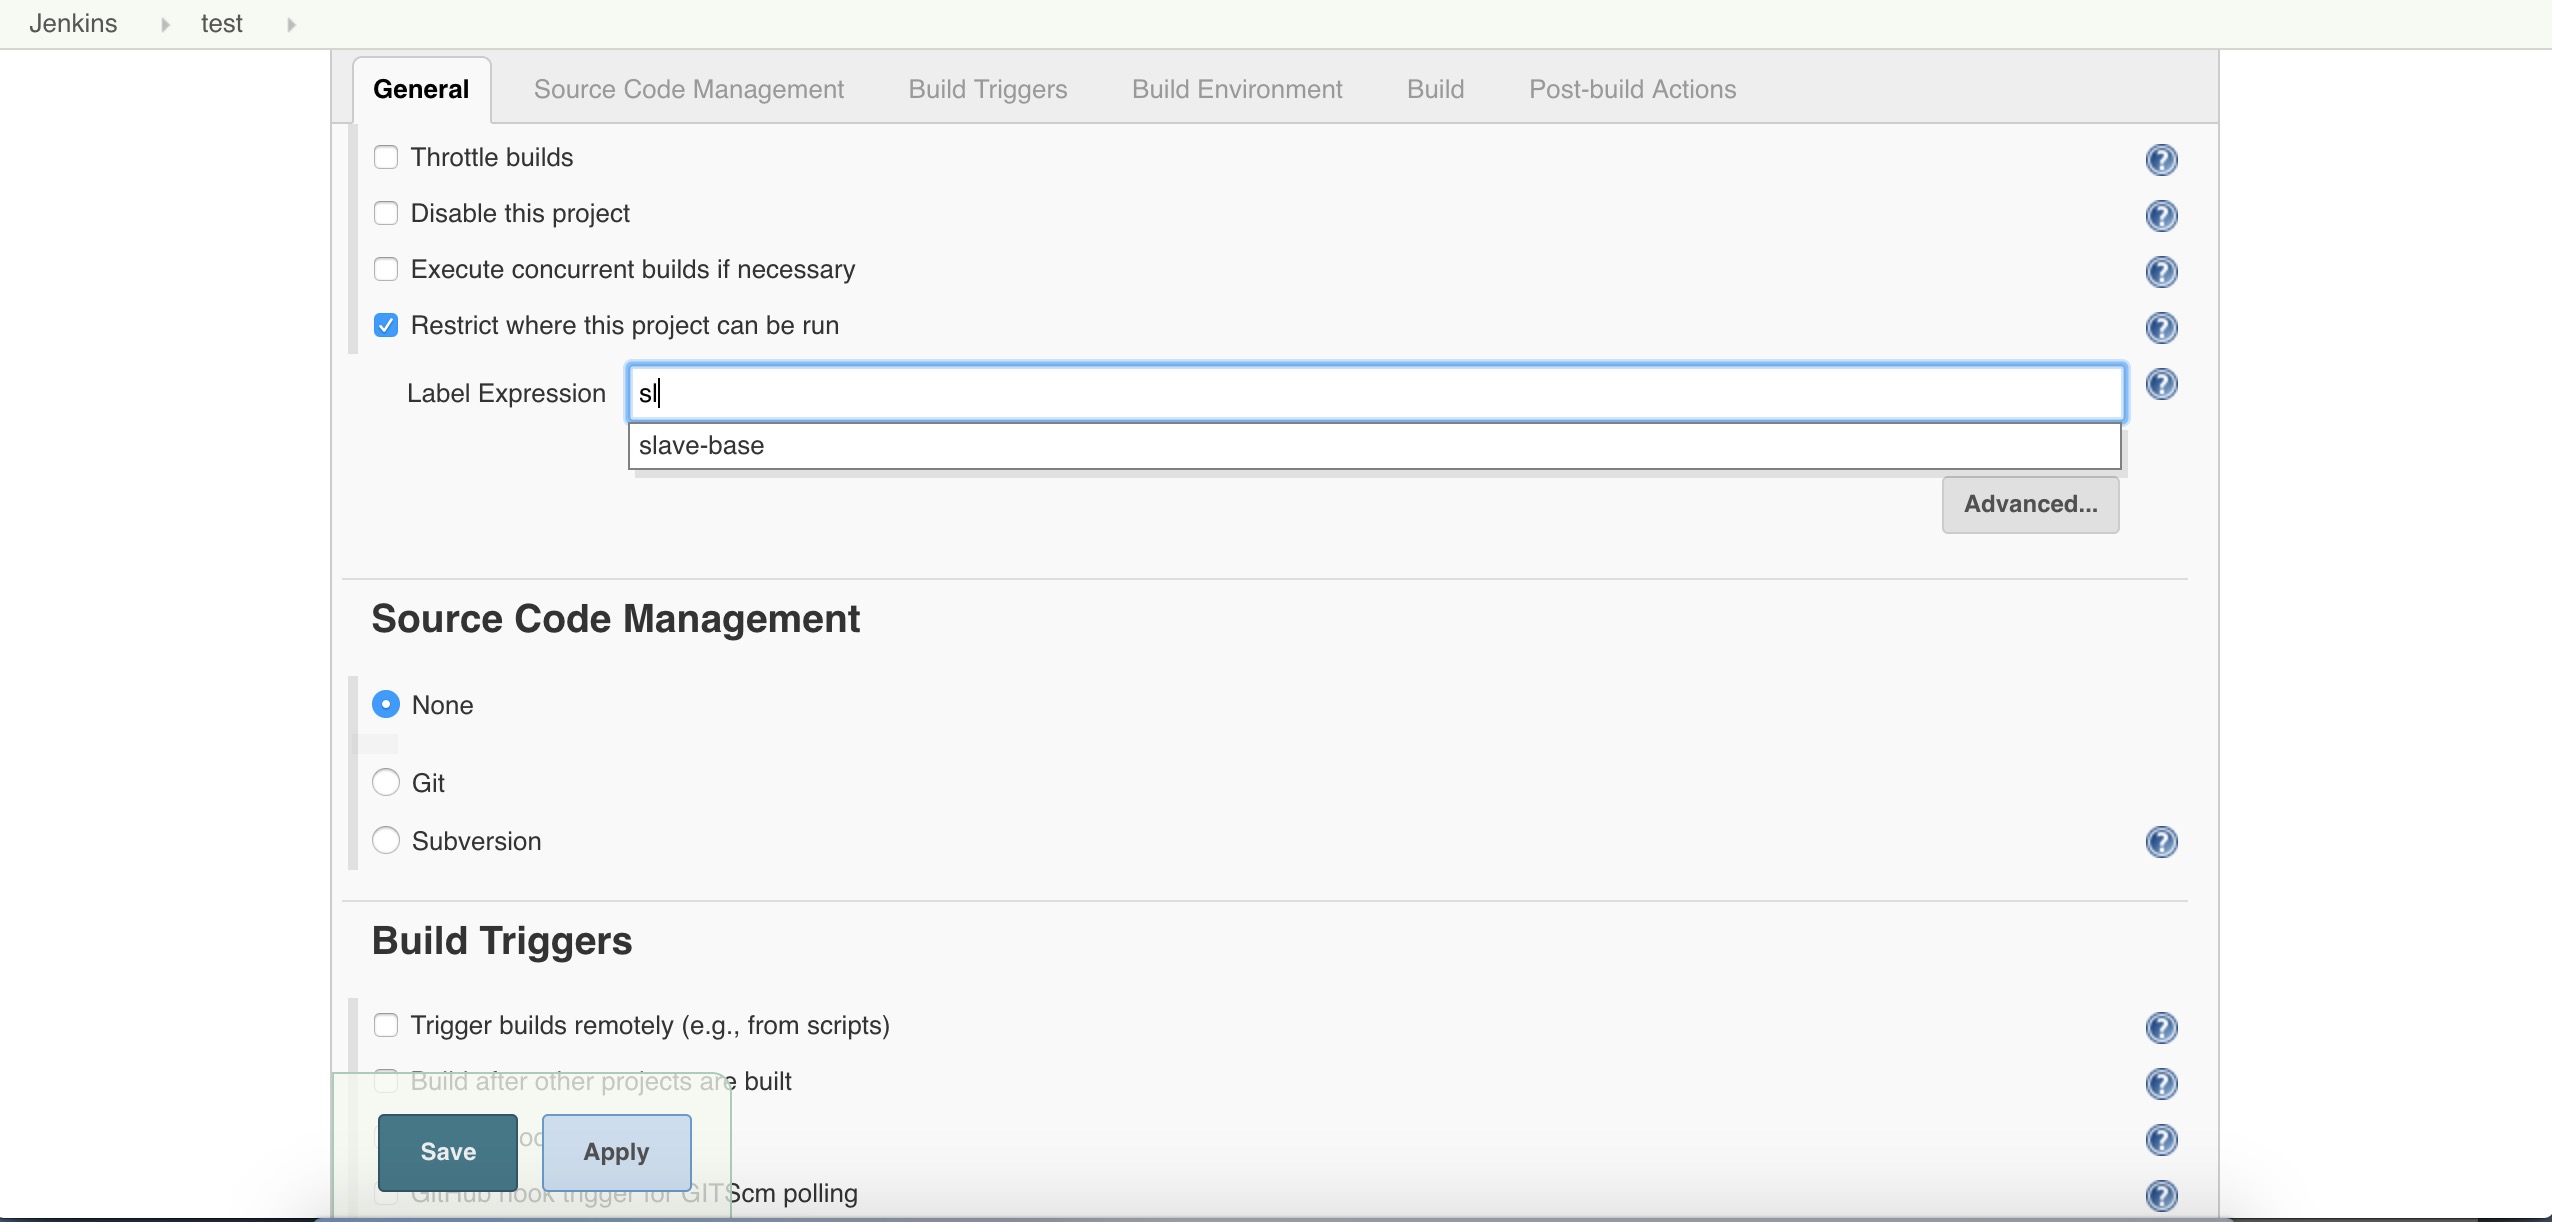 Jenkins test
General Source Code Management Build Triggers Build Environment Build Post-build Actions
Throttle builds
Disable this project
Execute concurrent builds if necessary
Restrict where this project can be run
Label Expression sl
slave-base
Advanced...
Source Code Management
None
Git
Subversion
Build Triggers
Trigger builds remotely (e.g., from scripts)
Build after other projects are built
Save Apply
GitHub hook trigger for GITScm polling